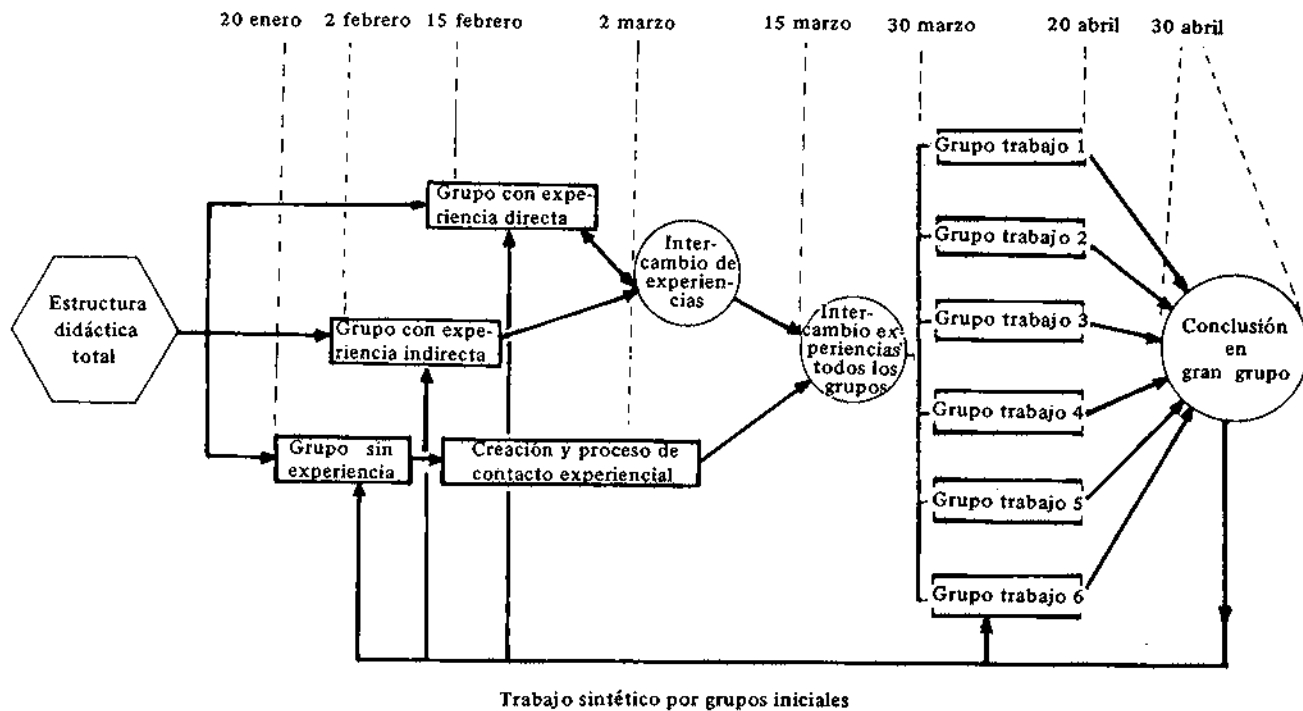 20 enero
2 febrero
15 febrero
2 marzo
15 marzo
30 marzo
20 abril
30 abril
Estructura
didáctica
total
Grupo con expe-
riencia directa
Grupo con expe-
riencia indirecta
Grupo sin
experiencia
Creación y proceso de
contacto experiencial
Inter-
cambio de
experien-
cias
Inter-
cambio ex-
periencias
todos los
grupos
Grupo trabajo 1
Grupo trabajo 2
Grupo trabajo 3
Grupo trabajo 4
Grupo trabajo 5
Grupo trabajo 6
Conclusión
en
gran grupo
Trabajo sintético por grupos iniciales